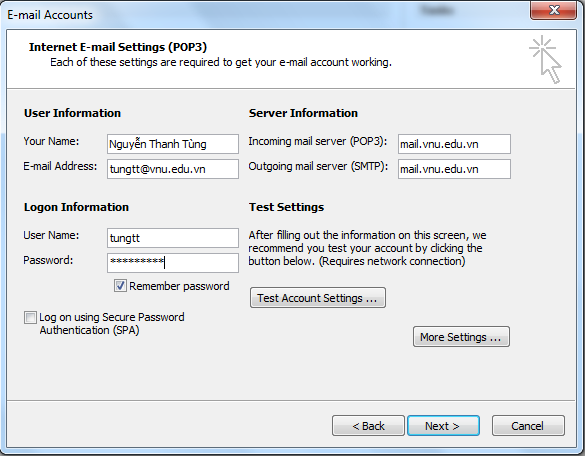 E-mail Accounts
Internet E-mail Settings (POP3)
Each of these settings are required to get your e-mail account working.
User Information
Your Name: Nguyễn Thanh Tùng
E-mail Address: tungtt@vnu.edu.vn
Server Information
Incoming mail server (POP3): mail.vnu.edu.vn
Outgoing mail server (SMTP): mail.vnu.edu.vn
Logon Information
User Name: tungtt
Password: *********
Remember password
Log on using Secure Password
Authentication (SPA)
Test Settings
After filling out the information on this screen, we
recommend you test your account by clicking the
button below. (Requires network connection)
Test Account Settings ...
More Settings ...
< Back
Next >
Cancel